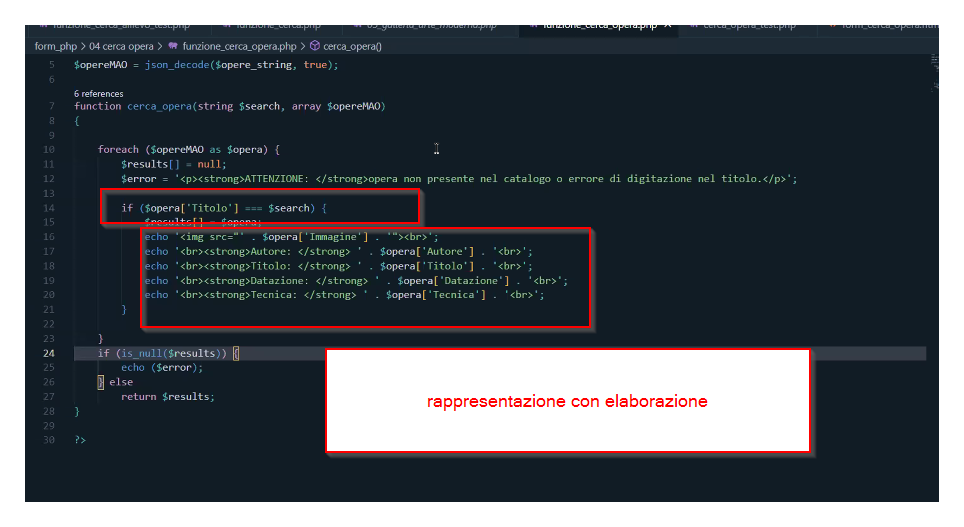 funzione_cerca_allievo_test.php funzione_cerca.php 05_galleria_arte_moderna.php funzione_cerca_opera.php × cerca_opera_test.php
form_php > 04 cerca opera > funzione_cerca_opera.php > cerca_opera()
5 $opereMAO = json_decode($opere_string, true);
6
6 references
7 function cerca_opera(string $search, array $opereMAO)
8 {
9
10 foreach ($opereMAO as $opera) {
11 $results[] = null;
12 $error = '<p><strong>ATTENZIONE: </strong>opera non presente nel catalogo o errore di digitazione nel titolo.</p>';
13
14 if ($opera['Titolo'] === $search) {
15 $results[] = $opera;
16 echo '<img src="' . $opera['Immagine'] . '"><br>';
17 echo '<br><strong>Autore: </strong> ' . $opera['Autore'] . '<br>';
18 echo '<br><strong>Titolo: </strong> ' . $opera['Titolo'] . '<br>';
19 echo '<br><strong>Datazione: </strong> ' . $opera['Datazione'] . '<br>';
20 echo '<br><strong>Tecnica: </strong> ' . $opera['Tecnica'] . '<br>';
21 }
22
23 }
24 if (is_null($results)) {
25 echo ($error);
26 } else
27 return $results;
28 }
29
30 ?>
rappresentazione con elaborazione